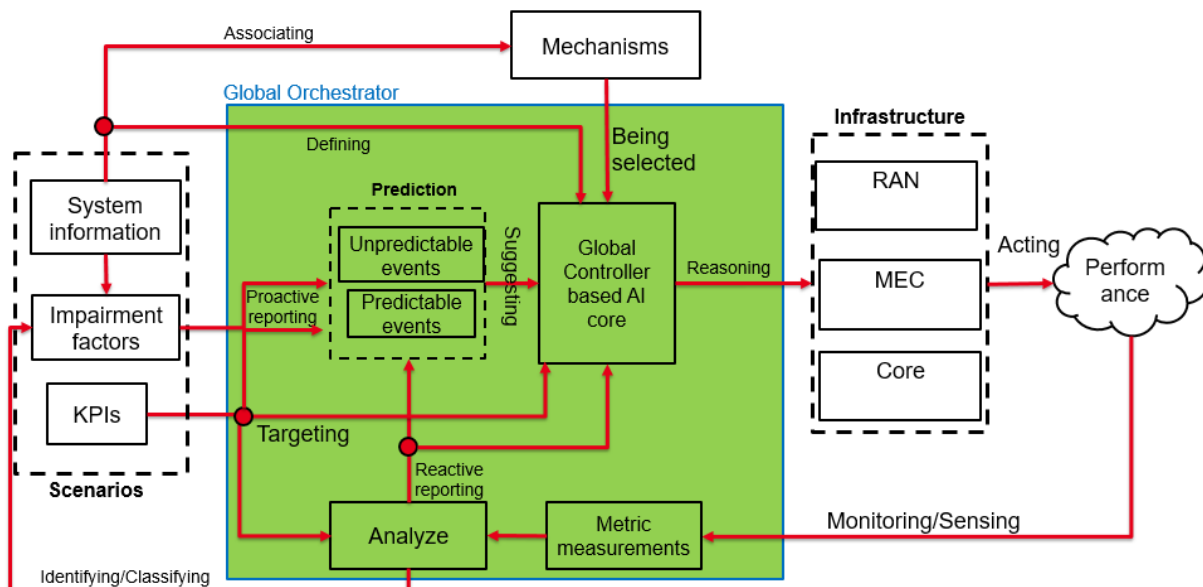 Associating
Mechanisms
Global Orchestrator
Defining
Being
selected
Infrastructure
System
information
Prediction
RAN
Unpredictable
events
Suggesting
Global
Controller
based AI
core
Reasoning
Acting
Perform
ance
MEC
Proactive
reporting
Predictable
events
Impairment
factors
Core
KPIs
Targeting
Scenarios
Reactive
reporting
Analyze
Metric
measurements
Monitoring/Sensing
Identifying/Classifying